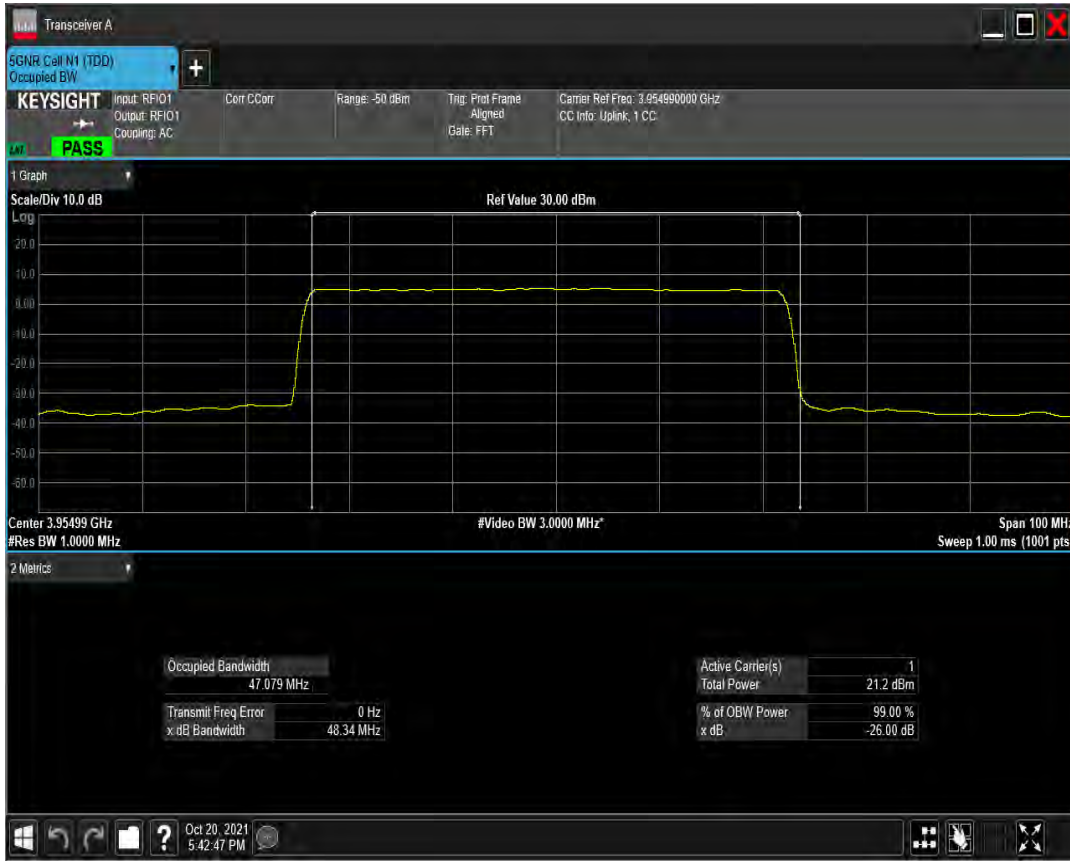 Transceiver A
5GNR Cell N1 (TDD)
Occupied BW
+
KEYSIGHT
Input: RFIO1
Output: RFIO1
Coupling: AC
Corr CCorr
Range: -50 dBm
Trig: Prot Frame
Aligned
Gate: FFT
Carrier Ref Freq: 3.954990000 GHz
CC Info: Uplink, 1 CC
PASS
1 Graph
Scale/Div 10.0 dB
Ref Value 30.00 dBm
Log
20.0
10.0
0.00
-10.0
-20.0
-30.0
-40.0
-50.0
-60.0
Center 3.95499 GHz
#Video BW 3.0000 MHz*
Span 100 MHz
#Res BW 1.0000 MHz
Sweep 1.00 ms (1001 pts
2 Metrics
Occupied Bandwidth
47.079 MHz
Transmit Freq Error 0 Hz
x dB Bandwidth 48.34 MHz
Active Carrier(s) 1
Total Power 21.2 dBm
% of OBW Power 99.00 %
x dB -26.00 dB
?
Oct 20, 2021
5:42:47 PM